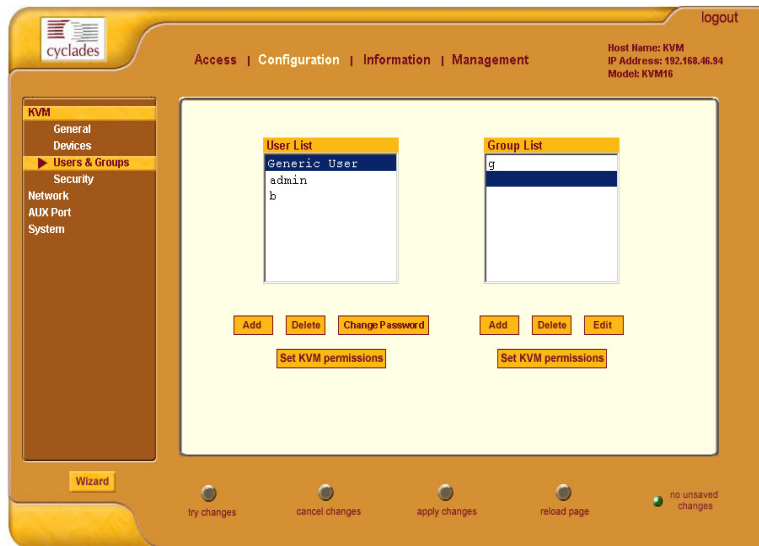 cyclades
logout
Access | Configuration | Information | Management
Host Name: KVM
IP Address: 192.168.46.94
Model: KVM16
KVM
General
Devices
Users & Groups
Security
Network
AUX Port
System
User List
Generic User
admin
b
Add Delete Change Password
Set KVM permissions
Group List
g
Add Delete Edit
Set KVM permissions
Wizard
try changes
cancel changes
apply changes
reload page
no unsaved
changes